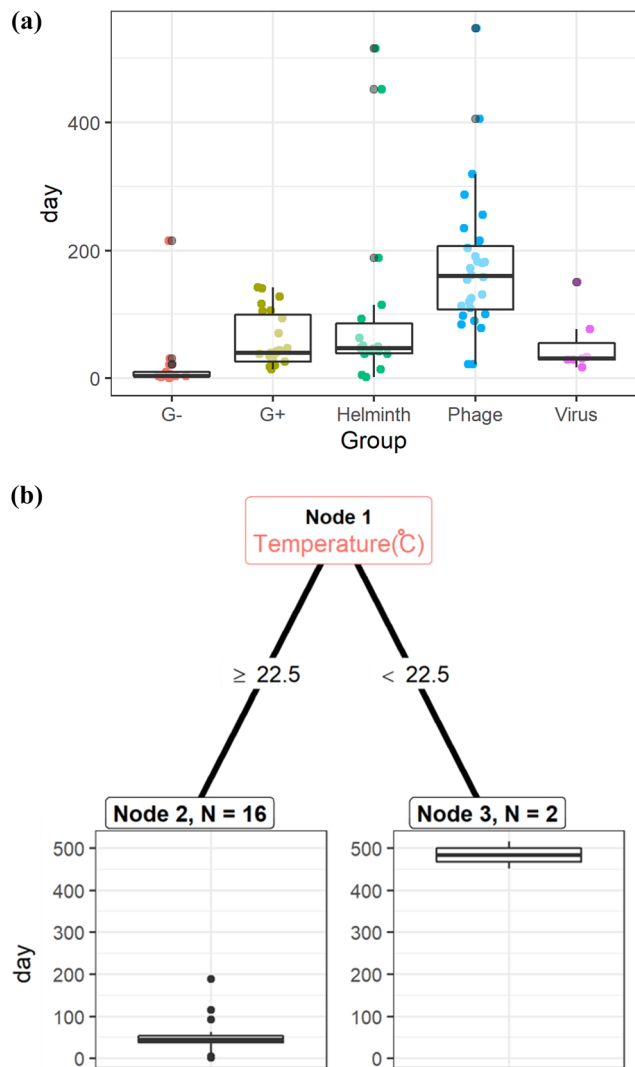 (a)
400
200
0
day
G-
G+
Helminth
Phage
Virus
Group
(b)
Node 1
Temperature(°C)
≥ 22.5
< 22.5
Node 2, N = 16
Node 3, N = 2
500
400
300
200
100
0
day
500
400
300
200
100
0